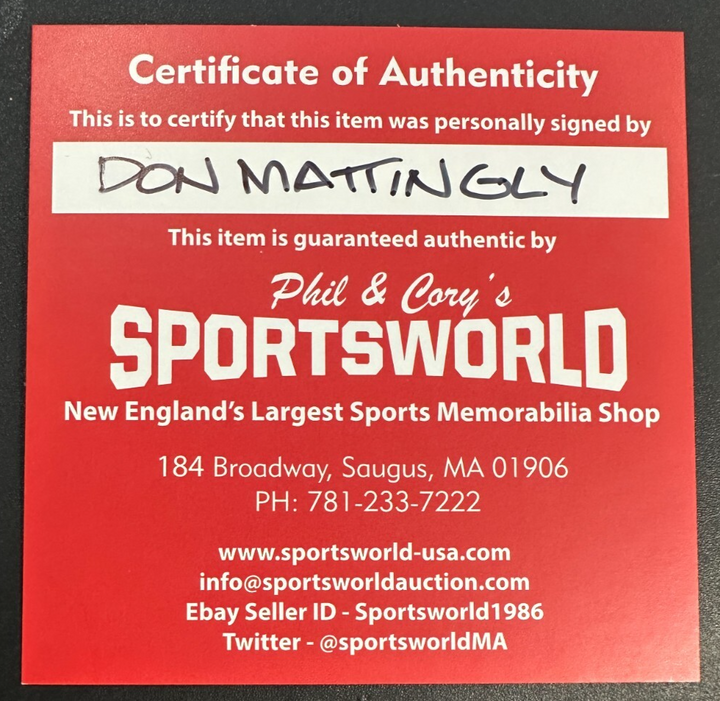 Certificate of Authenticity
This is to certify that this item was personally signed by
DON MATTINGLY
This item is guaranteed authentic by
Phil & Cory's
SPORTSWORLD
New England's Largest Sports Memorabilia Shop
184 Broadway, Saugus, MA 01906
PH: 781-233-7222
www.sportsworld-usa.com
info@sportsworldauction.com
Ebay Seller ID - Sportsworld1986
Twitter - @sportsworldMA